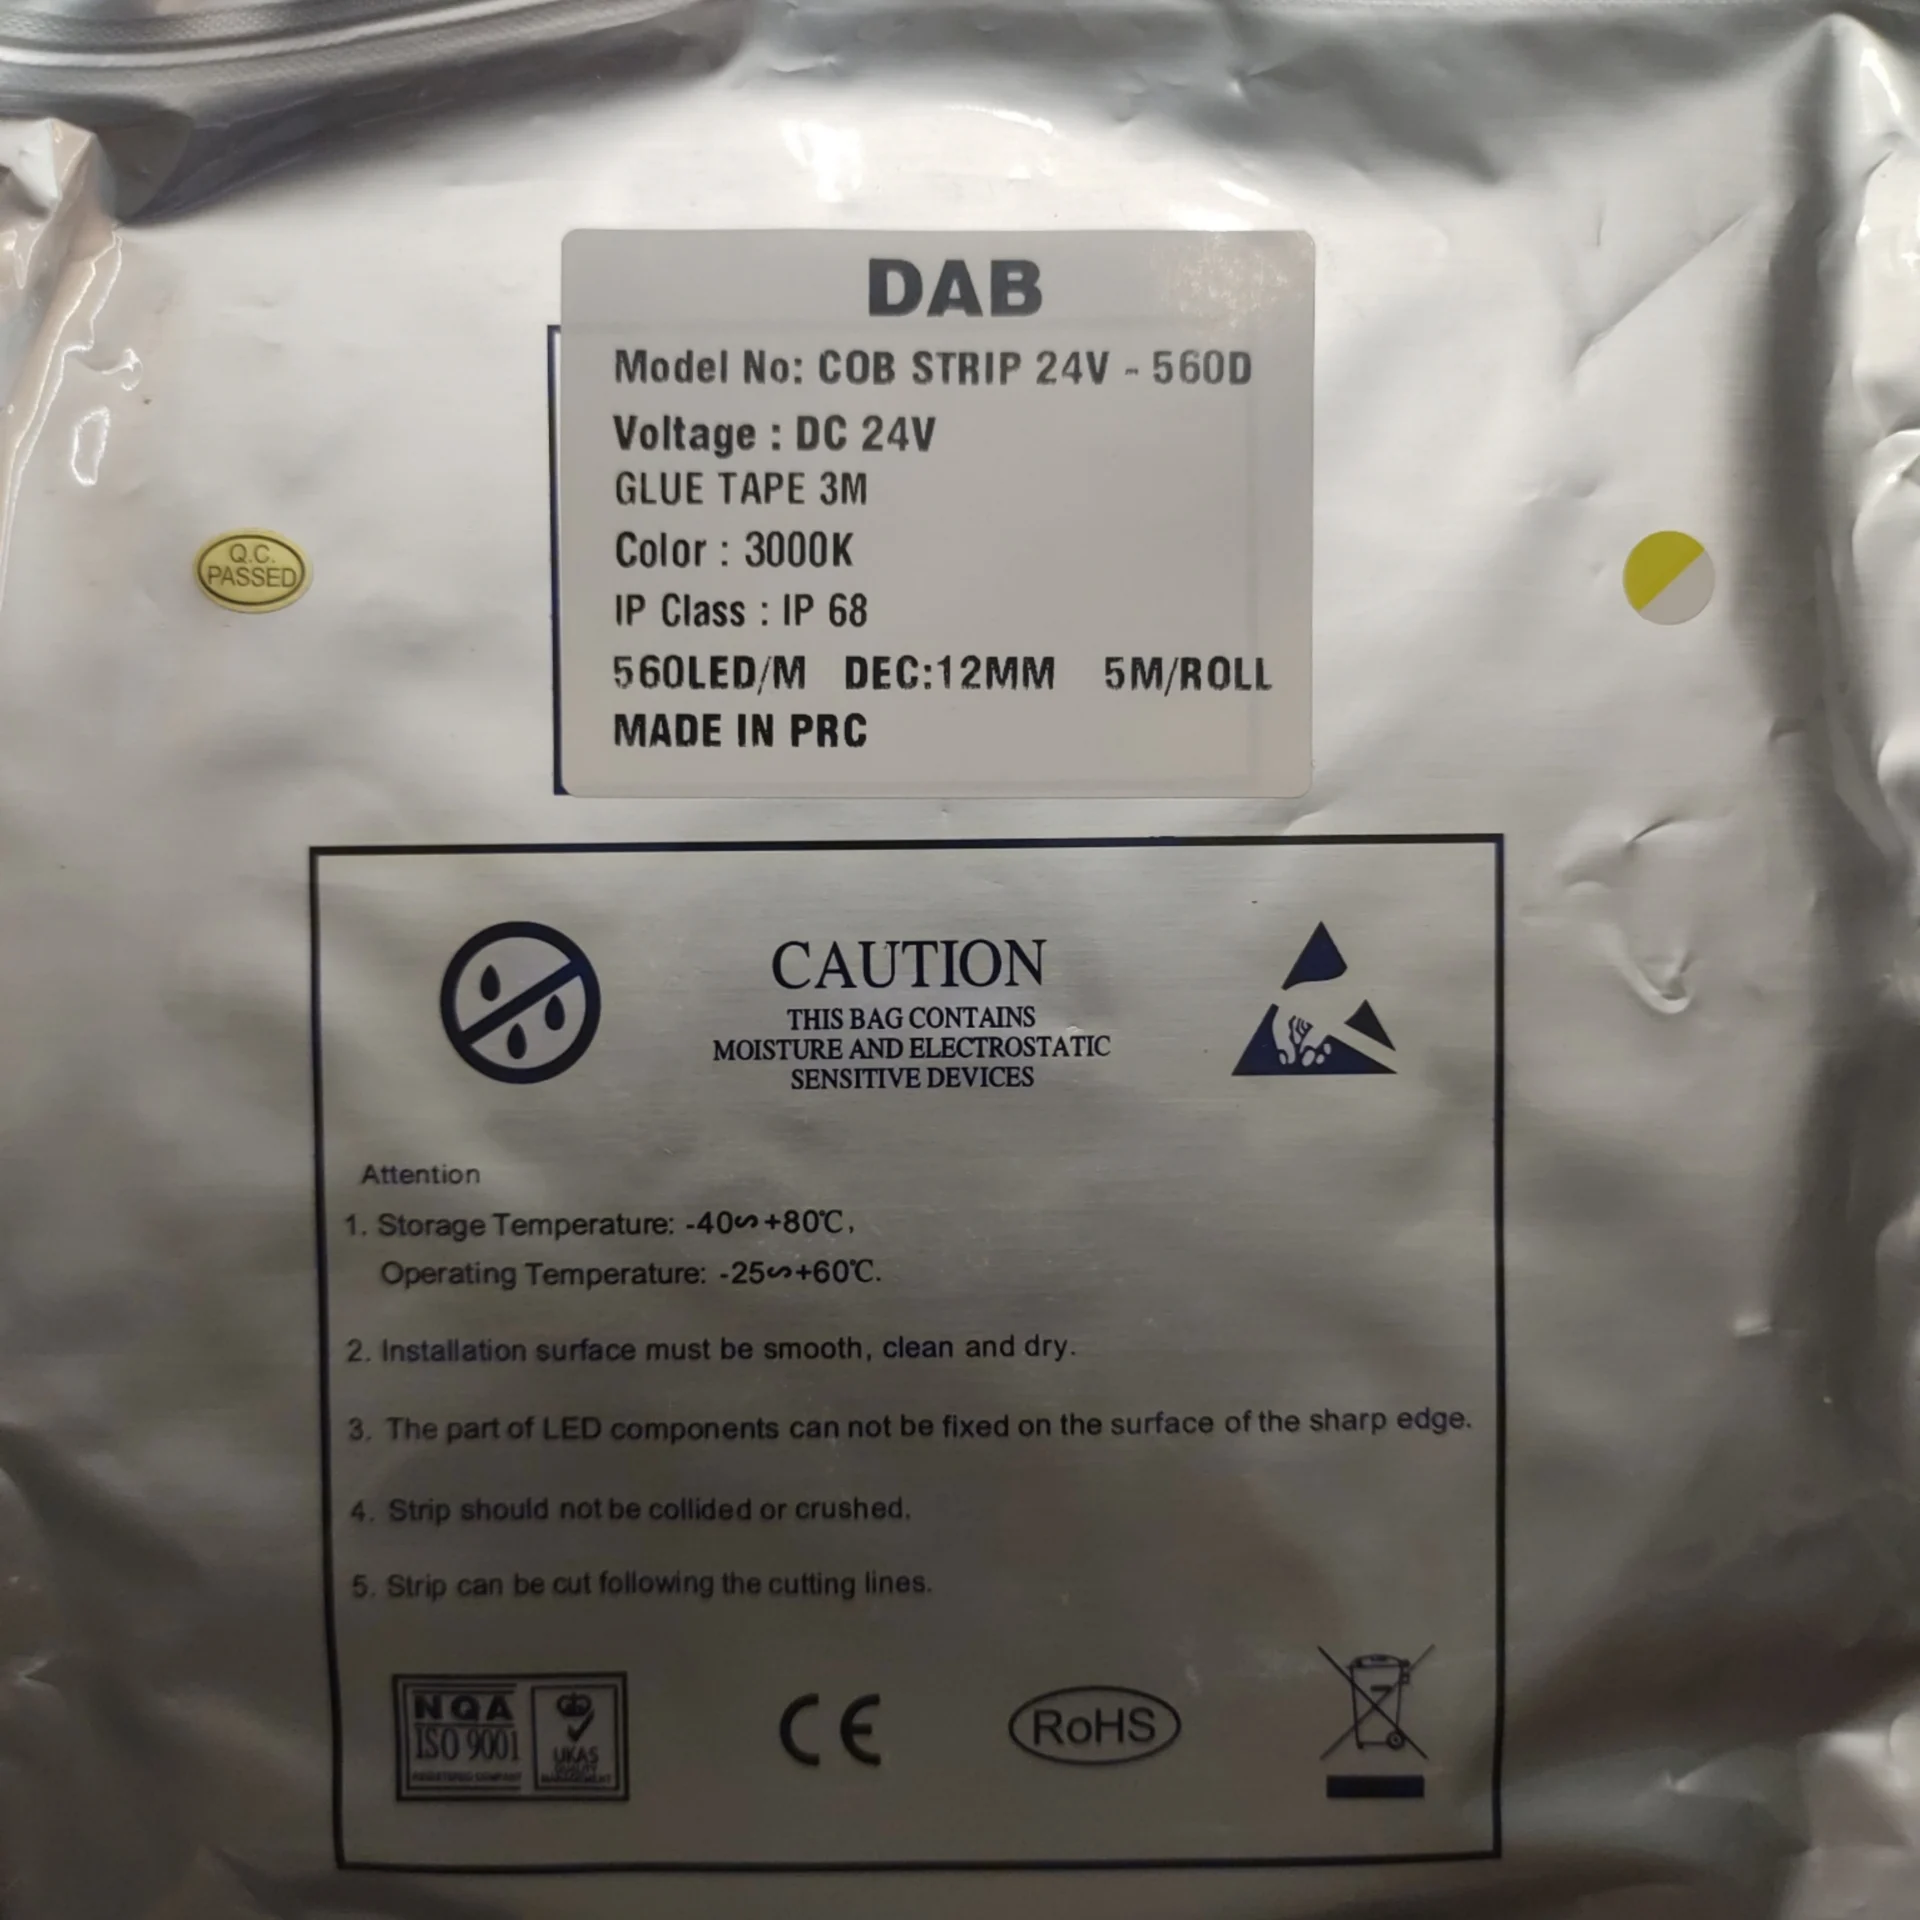 DAB
Model No: COB STRIP 24V - 560D
Voltage : DC 24V
GLUE TAPE 3M
Color : 3000K
IP Class : IP 68
560LED/M DEC:12MM 5M/ROLL
MADE IN PRC
Q.C.
PASSED
CAUTION
THIS BAG CONTAINS
MOISTURE AND ELECTROSTATIC
SENSITIVE DEVICES
Attention
1. Storage Temperature: -40∽+80℃,
Operating Temperature: -25∽+60℃.
2. Installation surface must be smooth, clean and dry.
3. The part of LED components can not be fixed on the surface of the sharp edge.
4. Strip should not be collided or crushed.
5. Strip can be cut following the cutting lines.
NQA
ISO 9001
REGISTERED COMPANY
UKAS
QUALITY
MANAGEMENT
CE
RoHS